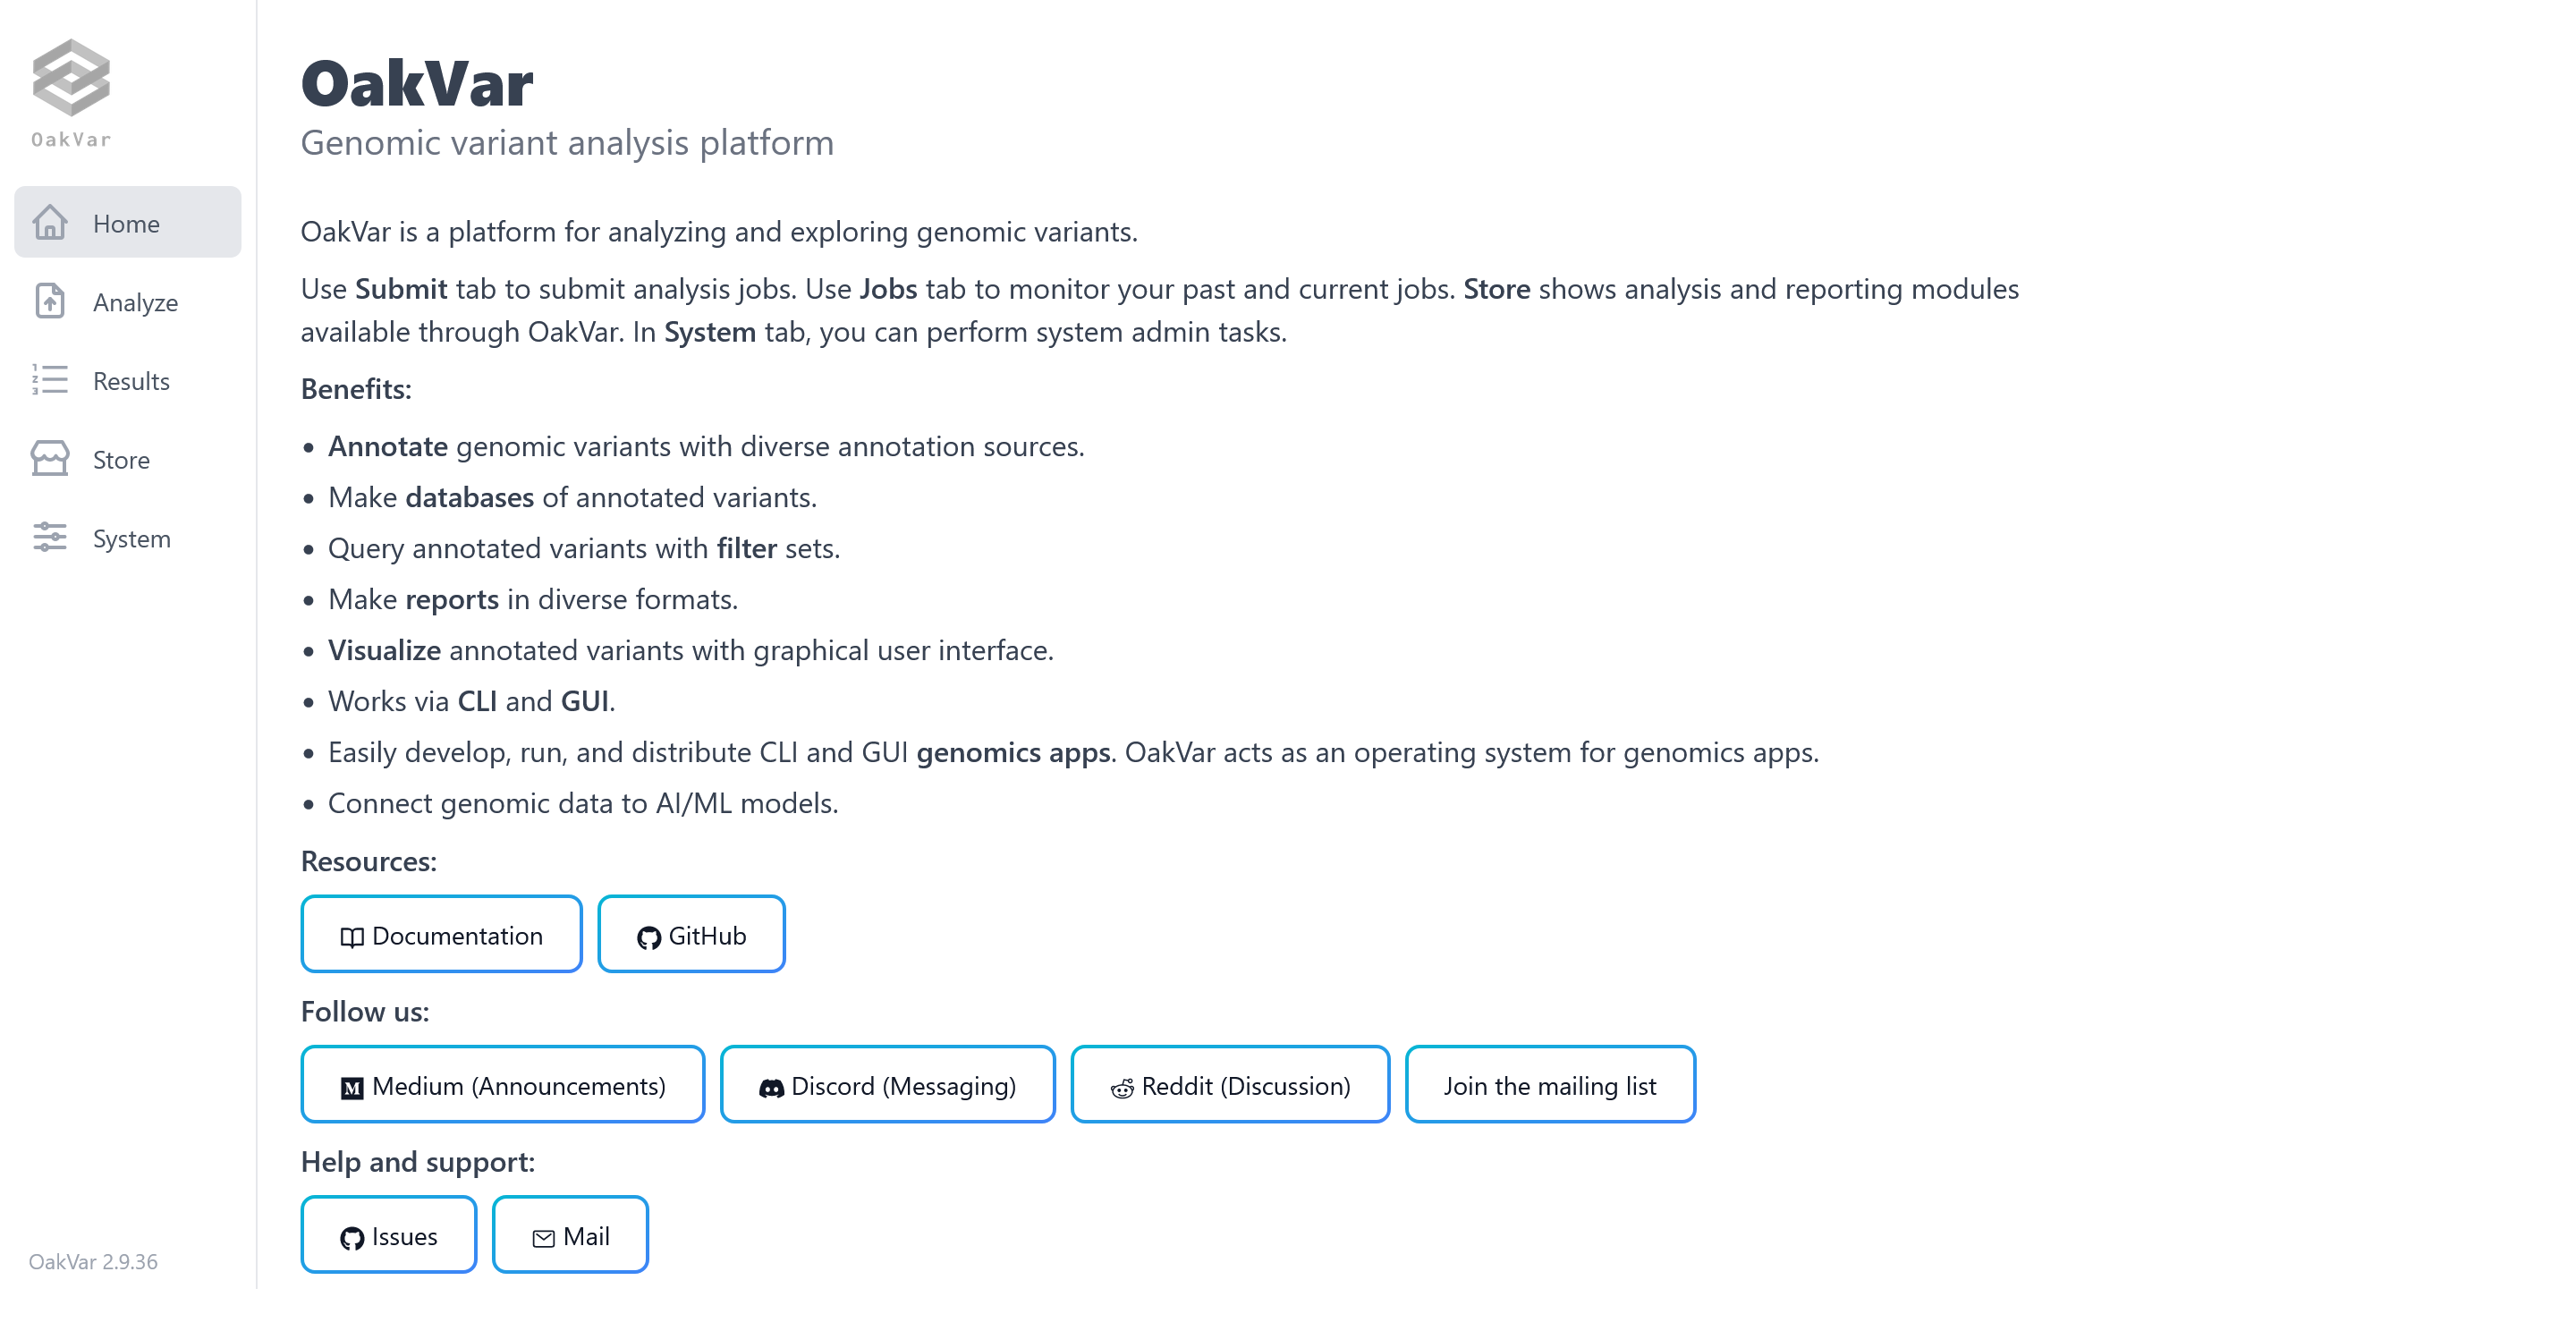 OakVar
Home
Analyze
Results
Store
System
OakVar 2.9.36
OakVar
Genomic variant analysis platform
OakVar is a platform for analyzing and exploring genomic variants.
Use Submit tab to submit analysis jobs. Use Jobs tab to monitor your past and current jobs. Store shows analysis and reporting modules
available through OakVar. In System tab, you can perform system admin tasks.
Benefits:
• Annotate genomic variants with diverse annotation sources.
• Make databases of annotated variants.
• Query annotated variants with filter sets.
• Make reports in diverse formats.
• Visualize annotated variants with graphical user interface.
• Works via CLI and GUI.
• Easily develop, run, and distribute CLI and GUI genomics apps. OakVar acts as an operating system for genomics apps.
• Connect genomic data to AI/ML models.
Resources:
Documentation
GitHub
Follow us:
Medium (Announcements)
Discord (Messaging)
Reddit (Discussion)
Join the mailing list
Help and support:
Issues
Mail